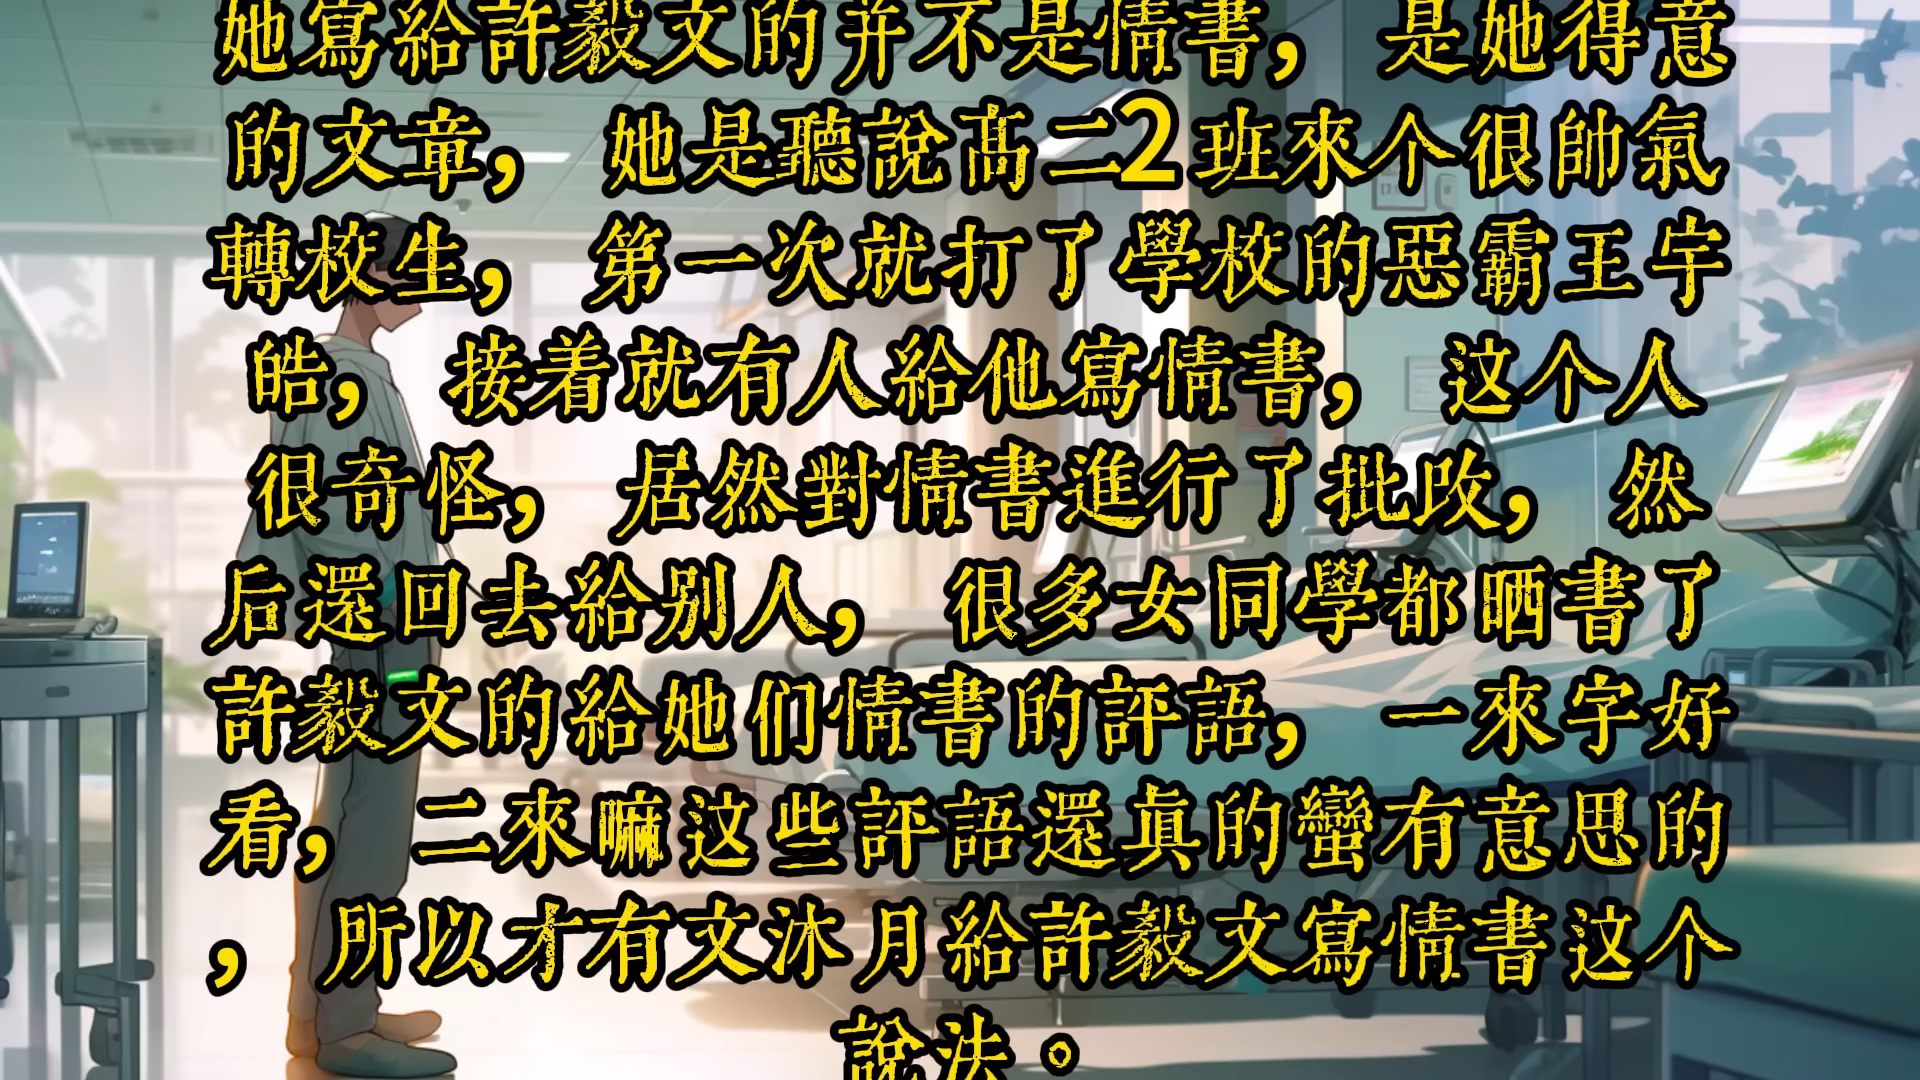 她寫給許毅文的并不是情書， 是她得意
的文章， 她是聽說高二2班來个很帥氣
轉校生， 第一次就打了學校的惡霸王宇
皓， 接着就有人給他寫情書， 这个人
很奇怪， 居然對情書進行了批改， 然
后還回去給别人， 很多女同學都晒書了
許毅文的給她们情書的評語， 一來字好
看， 二來嘛这些評語還真的蠻有意思的
， 所以才有文沐月給許毅文寫情書这个
說法。